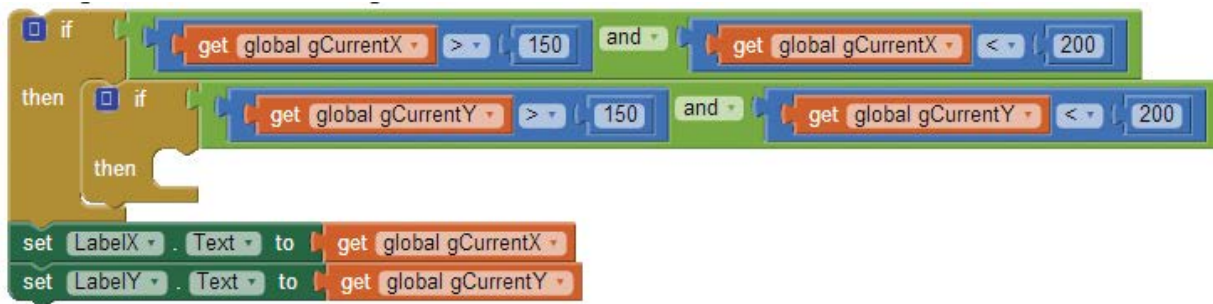 if get global gCurrentX > 150 and get global gCurrentX < 200
then if get global gCurrentY > 150 and get global gCurrentY < 200
then
set LabelX . Text to get global gCurrentX
set LabelY . Text to get global gCurrentY